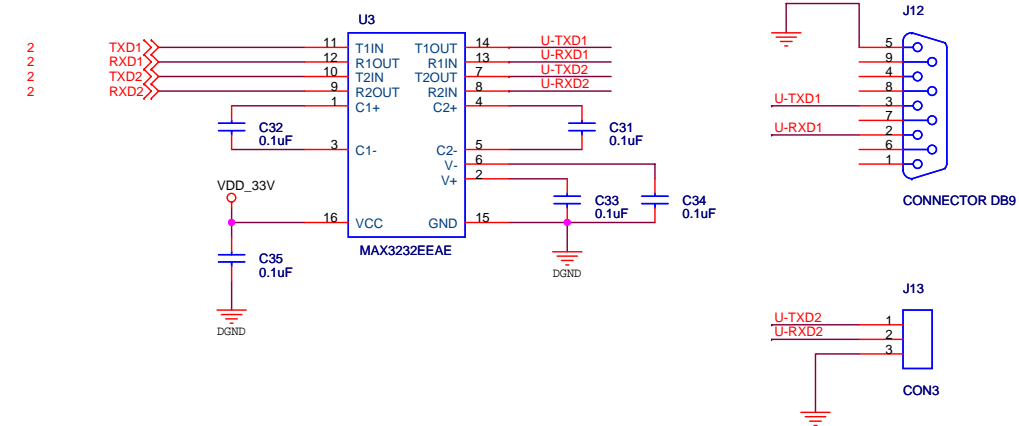 U3
2 TXD1 11 T1IN T1OUT 14 U-TXD1
2 RXD1 12 R1OUT R1IN 13 U-RXD1
2 TXD2 10 T2IN T2OUT 7 U-TXD2
2 RXD2 9 R2OUT R2IN 8 U-RXD2
1 C1+ C2+ 4
C32
0.1uF
C31
0.1uF
3 C1- C2- 5
V- 6
V+ 2
VDD_33V
C33
0.1uF
C34
0.1uF
16 VCC GND 15
MAX3232EEAE
C35
0.1uF
DGND
DGND
J12
5
9
4
8
U-TXD1 3
7
U-RXD1 2
6
1
CONNECTOR DB9
J13
U-TXD2 1
U-RXD2 2
3
CON3